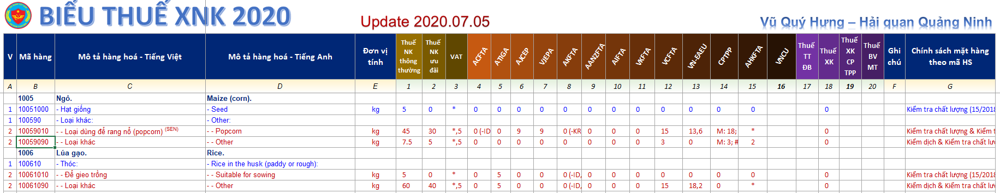 BIỂU THUẾ XNK 2020
Update 2020.07.05
Vũ Quý Hưng – Hải quan Quảng Ninh
V Mã hàng Mô tả hàng hoá - Tiếng Việt Mô tả hàng hoá - Tiếng Anh Đơn vị tính Thuế NK thông thường Thuế NK ưu đãi VAT ACFTA ATIGA AJCEP VJEPA AKFTA AANZFTA AIFTA VKFTA VCFTA VN-EAEU CPTPP AHKFTA VNCU Thuế TT ĐB Thuế XK Thuế XK CP TPP Thuế BV MT Ghi chú Chính sách mặt hàng theo mã HS
A B C D E 1 2 3 4 5 6 7 8 9 10 11 12 13 14 15 16 17 18 19 20 F G
1005 Ngô. Maize (corn).
1 10051000 - Hạt giống - Seed kg 5 0 * 0 0 0 0 0 0 0 0 0 0 0 0 0 Kiểm tra chất lượng (15/2018
1 100590 - Loại khác: - Other:
2 10059010 - - Loại dùng để rang nổ (popcorn) (SEN) - - Popcorn kg 45 30 *,5 0 (-ID 0 9 9 0 (-KR 0 0 0 15 13,6 M: 18; * 0 Kiểm tra chất lượng & Kiểm t
2 10059090 - - Loại khác - - Other kg 7.5 5 *,5 0 0 0 0 0 0 0 0 3 0 M: 3; # 2 0 Kiểm dịch & Kiểm tra chất lư
1006 Lúa gạo. Rice.
1 100610 - Thóc: - Rice in the husk (paddy or rough):
2 10061010 - - Để gieo trồng - - Suitable for sowing kg 5 0 * 0 5 0 0 0 (-ID, 0 0 0 0 0 0 0 0 Kiểm tra chất lượng (15/2018
2 10061090 - - Loại khác - - Other kg 60 40 *,5 0 5 0 0 0 (-ID, 0 0 0 15 18,2 0 * 0 Kiểm dịch & Kiểm tra chất lư